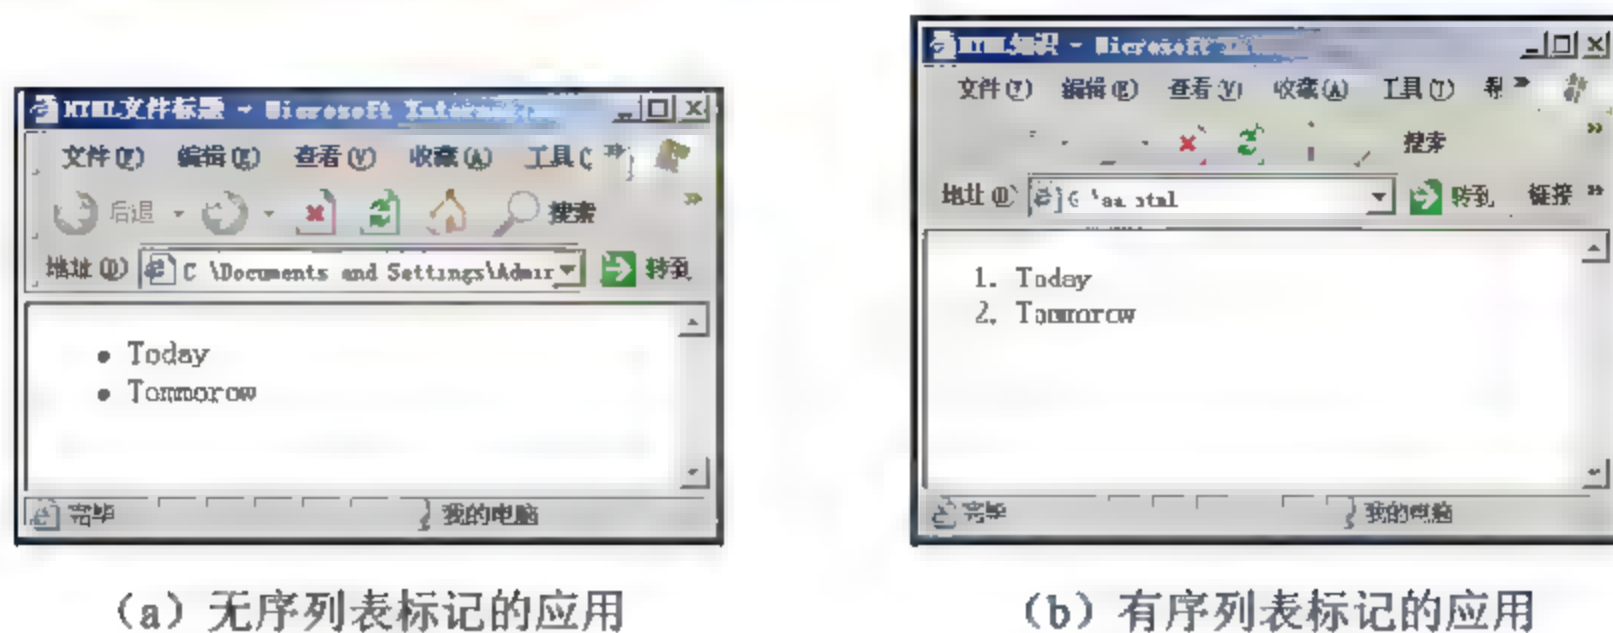 HTML文件标题 - Microsoft
文件(F) 编辑(E) 查看(V) 收藏(A) 工具(
后退 搜索
地址(D) C \Documents and Settings\Admir 转到
• Today
• Tommorow
完毕 我的电脑
(a) 无序列表标记的应用
HTML知识 - Microsoft
文件(F) 编辑(E) 查看(V) 收藏(A) 工具(T)
搜索
地址(D) 转到 链接
1. Today
2. Tommorow
完毕 我的电脑
(b) 有序列表标记的应用